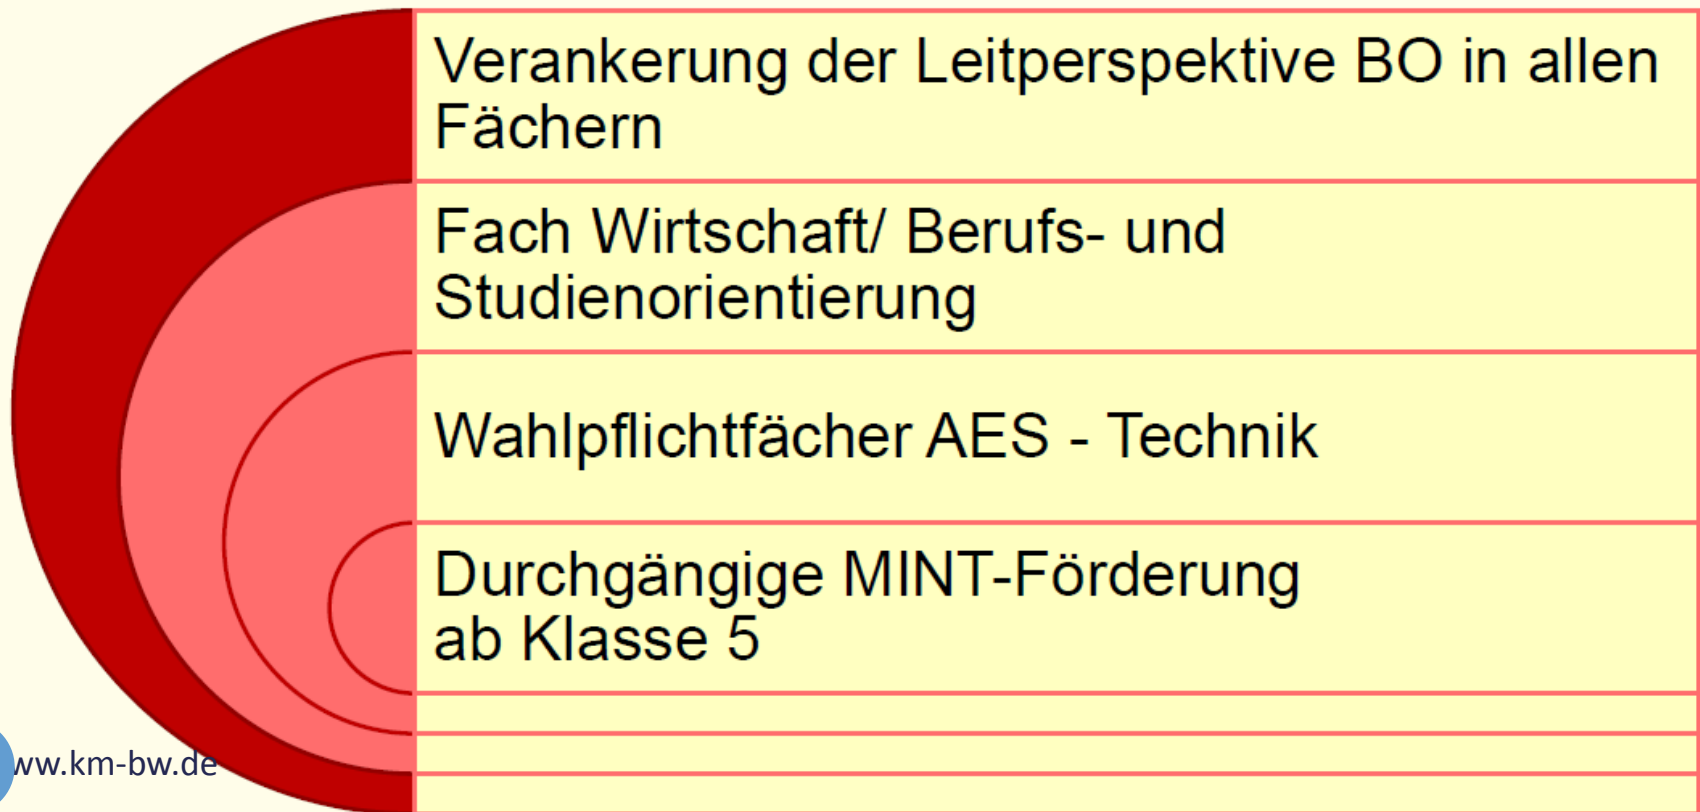 Verankerung der Leitperspektive BO in allen
Fächern
Fach Wirtschaft/ Berufs- und
Studienorientierung
Wahlpflichtfächer AES - Technik
Durchgängige MINT-Förderung
ab Klasse 5
ww.km-bw.de